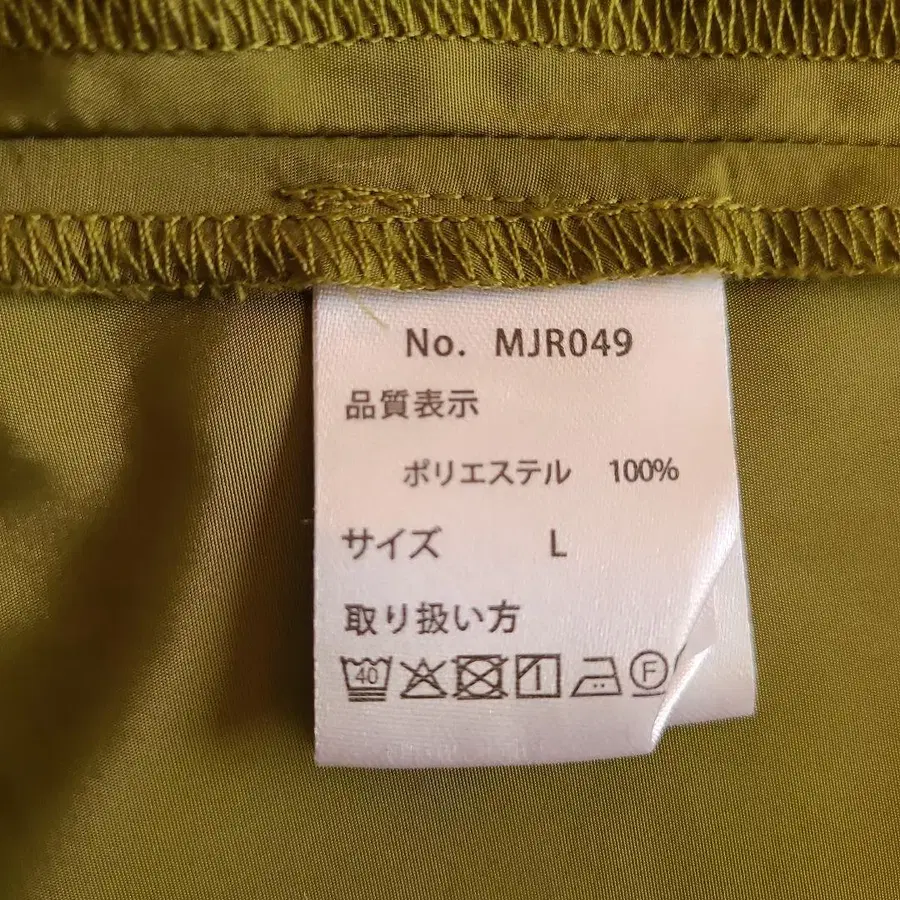 No. MJR049
品質表示
ポリエステル 100%
サイズ L
取り扱い方
40 F